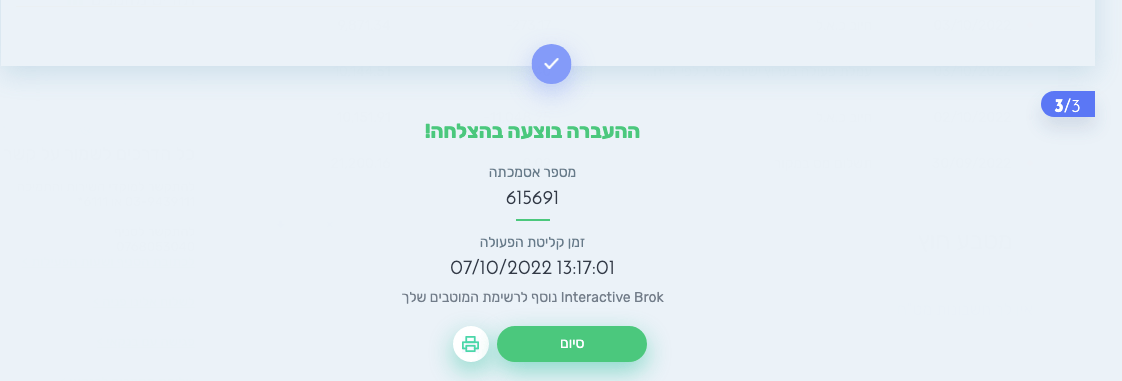 3/3
ההעברה בוצעה בהצלחה!
מספר אסמכתה
615691
זמן קליטת הפעולה
07/10/2022 13:17:01
Interactive Brok נוסף לרשימת המוטבים שלך
סיום